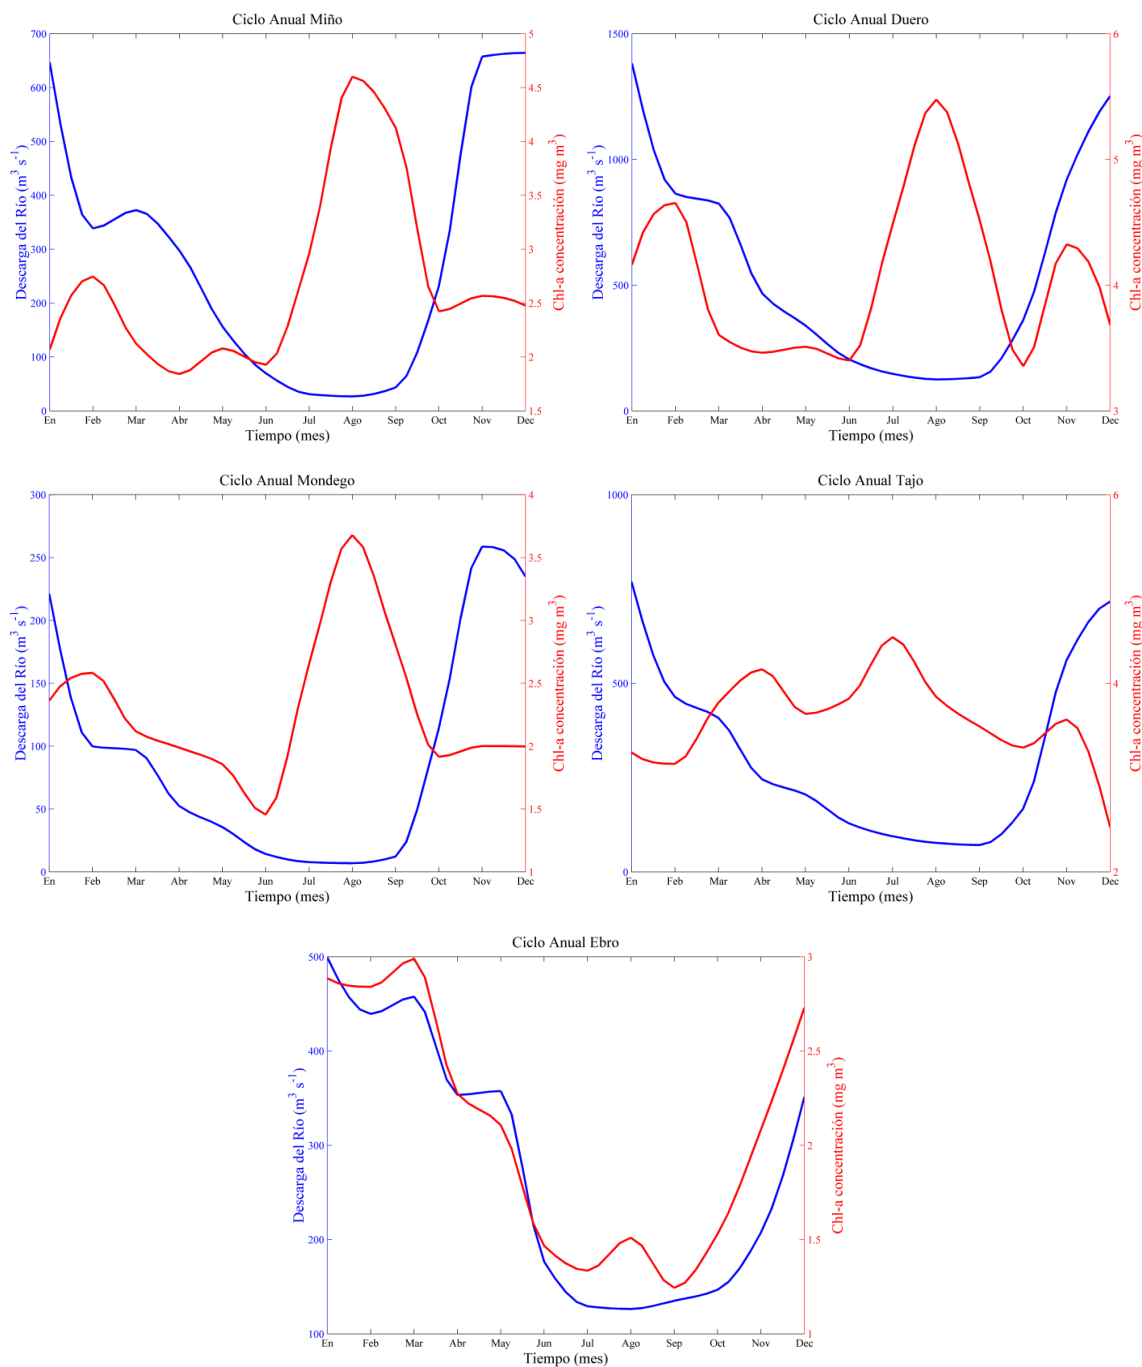 Ciclo Anual Miño
700
600
500
400
300
200
100
0
Descarga del Río (m³ s⁻¹)
5
4.5
4
3.5
3
2.5
2
1.5
Chl-a concentración (mg m³)
En Feb Mar Abr May Jun Jul Ago Sep Oct Nov Dec
Tiempo (mes)
Ciclo Anual Duero
1500
1000
500
0
Descarga del Río (m³ s⁻¹)
6
5
4
3
Chl-a concentración (mg m³)
En Feb Mar Abr May Jun Jul Ago Sep Oct Nov Dec
Tiempo (mes)
Ciclo Anual Mondego
300
250
200
150
100
50
0
Descarga del Río (m³ s⁻¹)
4
3.5
3
2.5
2
1.5
1
Chl-a concentración (mg m³)
En Feb Mar Abr May Jun Jul Ago Sep Oct Nov Dec
Tiempo (mes)
Ciclo Anual Tajo
1000
500
0
Descarga del Río (m³ s⁻¹)
6
4
2
Chl-a concentración (mg m³)
En Feb Mar Abr May Jun Jul Ago Sep Oct Nov Dec
Tiempo (mes)
Ciclo Anual Ebro
500
400
300
200
100
Descarga del Río (m³ s⁻¹)
3
2.5
2
1.5
1
Chl-a concentración (mg m³)
En Feb Mar Abr May Jun Jul Ago Sep Oct Nov Dec
Tiempo (mes)